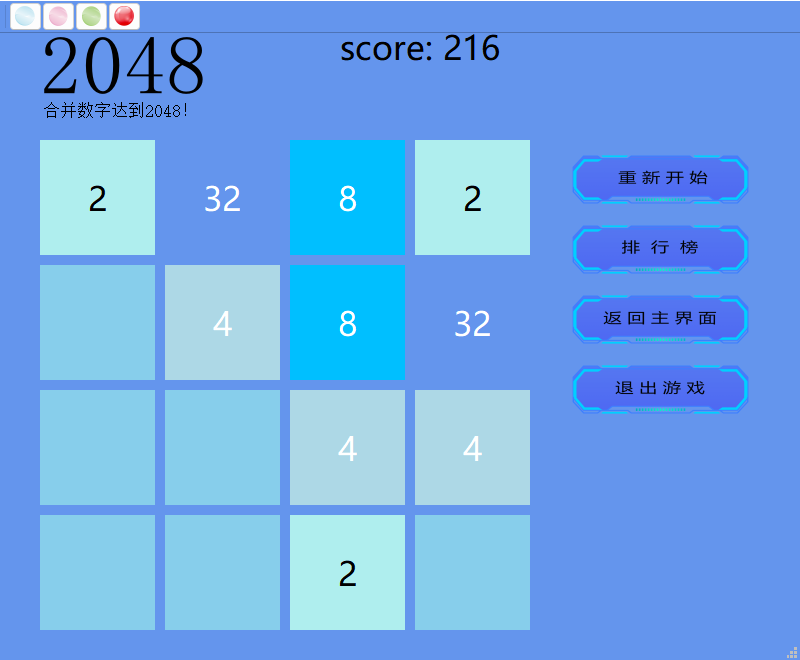 2048
score: 216
合并数字达到2048！
2 32 8 2
4 8 32
4 4
2
重新开始
排行榜
返回主界面
退出游戏